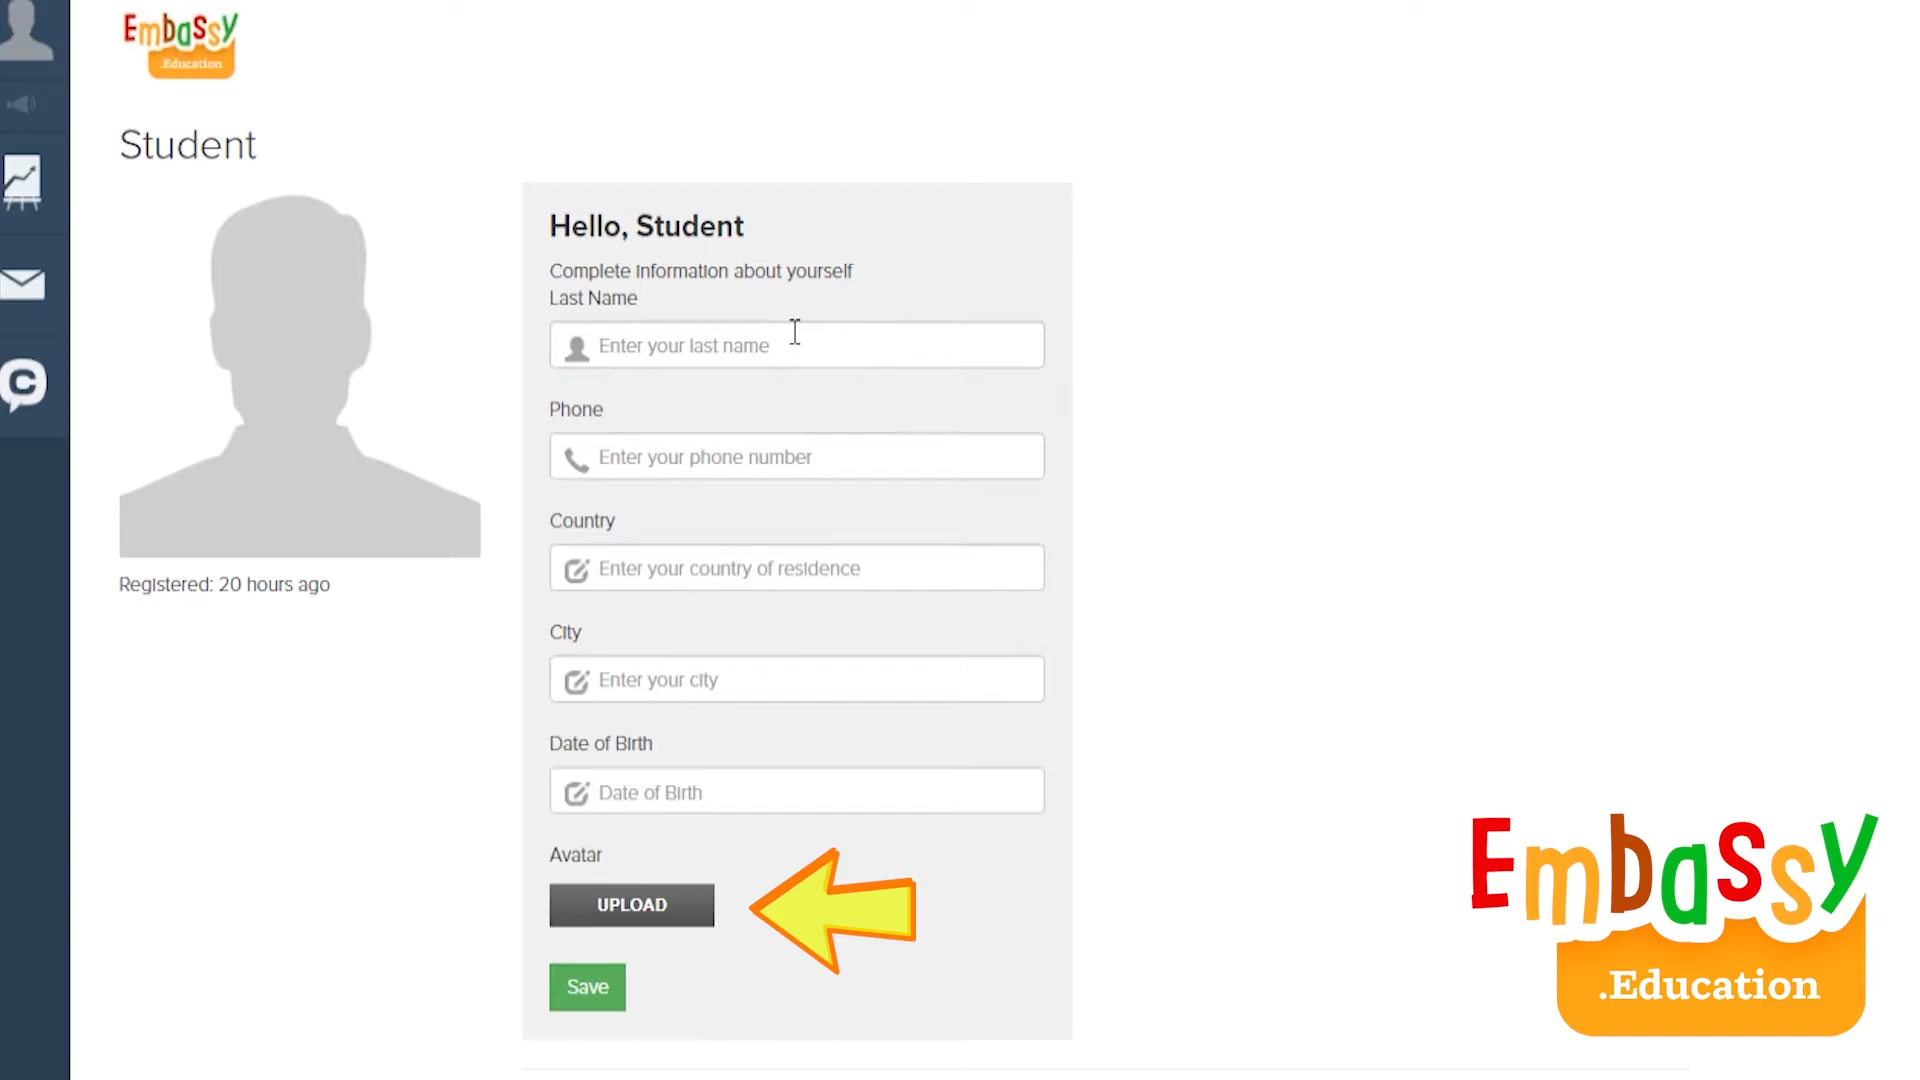 Embassy
.Education
Student
Hello, Student
Complete information about yourself
Last Name
Enter your last name
Phone
Enter your phone number
Country
Enter your country of residence
City
Enter your city
Date of Birth
Date of Birth
Avatar
UPLOAD
Save
Registered: 20 hours ago
C
Embassy
.Education